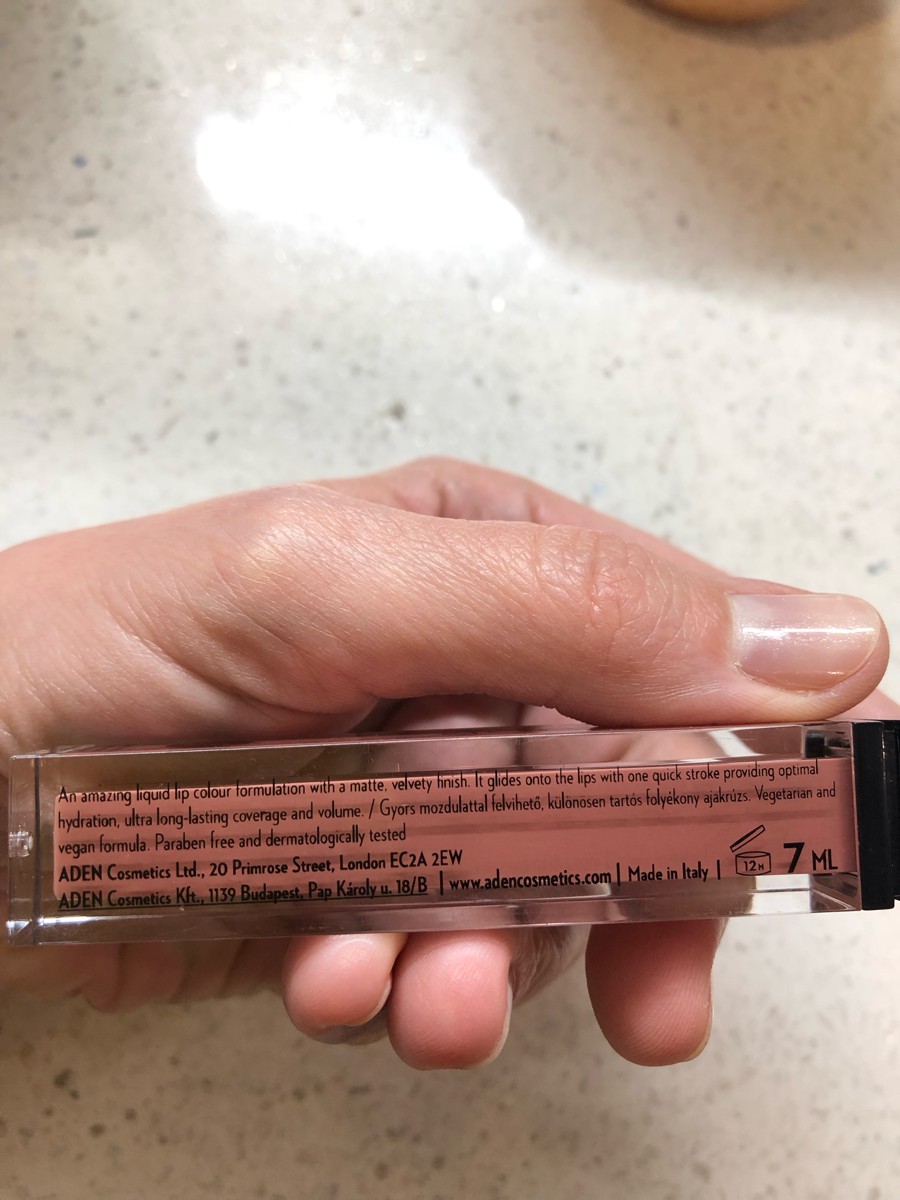 An amazing liquid lip colour formulation with a matte, velvety finish. It glides onto the lips with one quick stroke providing optimal
hydration, ultra long-lasting coverage and volume. / Gyors mozdulattal felvihető, különösen tartós folyékony ajakrúzs. Vegetarian and
vegan formula. Paraben free and dermatologically tested
ADEN Cosmetics Ltd., 20 Primrose Street, London EC2A 2EW
ADEN Cosmetics Kft., 1139 Budapest, Pap Károly u. 18/B | www.adencosmetics.com | Made in Italy |
12M
7 ML